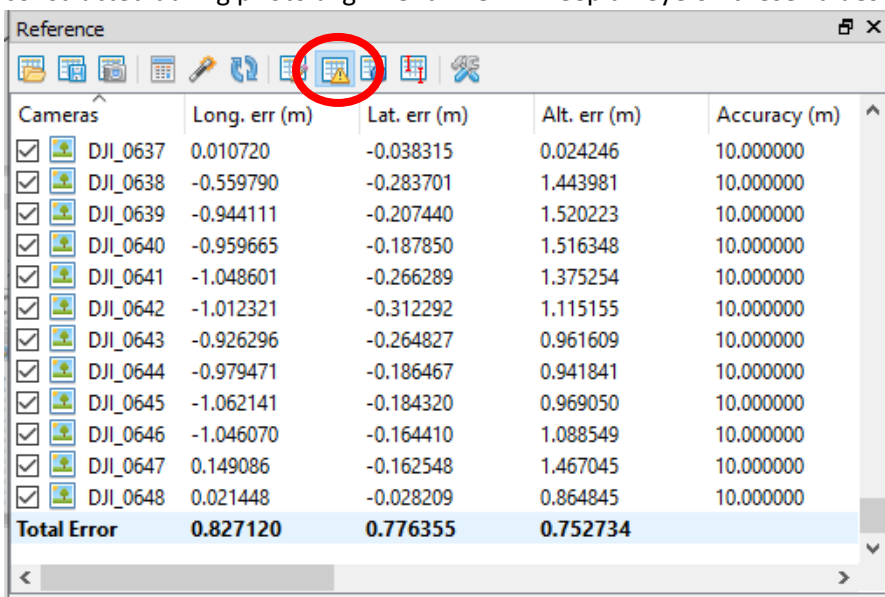 Reference
Cameras Long. err (m) Lat. err (m) Alt. err (m) Accuracy (m)
DJI_0637 0.010720 -0.038315 0.024246 10.000000
DJI_0638 -0.559790 -0.283701 1.443981 10.000000
DJI_0639 -0.944111 -0.207440 1.520223 10.000000
DJI_0640 -0.959665 -0.187850 1.516348 10.000000
DJI_0641 -1.048601 -0.266289 1.375254 10.000000
DJI_0642 -1.012321 -0.312292 1.115155 10.000000
DJI_0643 -0.926296 -0.264827 0.961609 10.000000
DJI_0644 -0.979471 -0.186467 0.941841 10.000000
DJI_0645 -1.062141 -0.184320 0.969050 10.000000
DJI_0646 -1.046070 -0.164410 1.088549 10.000000
DJI_0647 0.149086 -0.162548 1.467045 10.000000
DJI_0648 0.021448 -0.028209 0.864845 10.000000
Total Error 0.827120 0.776355 0.752734